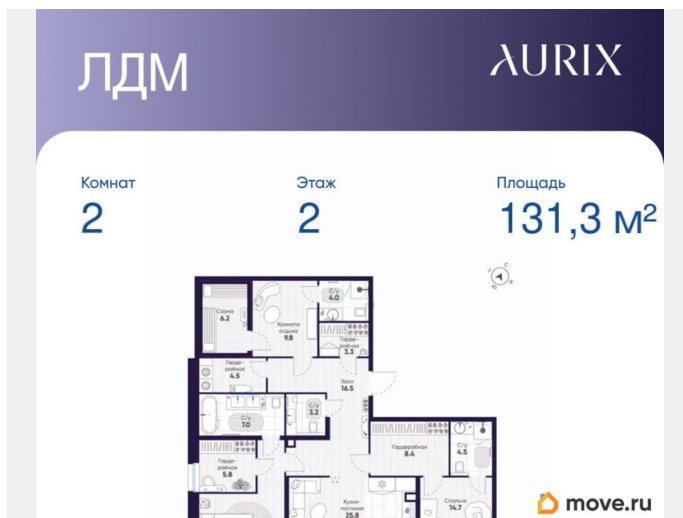 ЛДМ
AURIX
Комнат
Этаж
Площадь
2
2
131,3 м²
С/у
4.0
Сауна
6.2
Комната
отдыха
9.8
Гарде-
робная
3.3
Гарде-
робная
4.5
Холл
16.5
С/у
3.2
С/у
7.0
Гардеробная
8.4
С/у
4.5
Гарде-
робная
5.8
Кухня-
гостиная
25.8
Спальня
14.7
move.ru